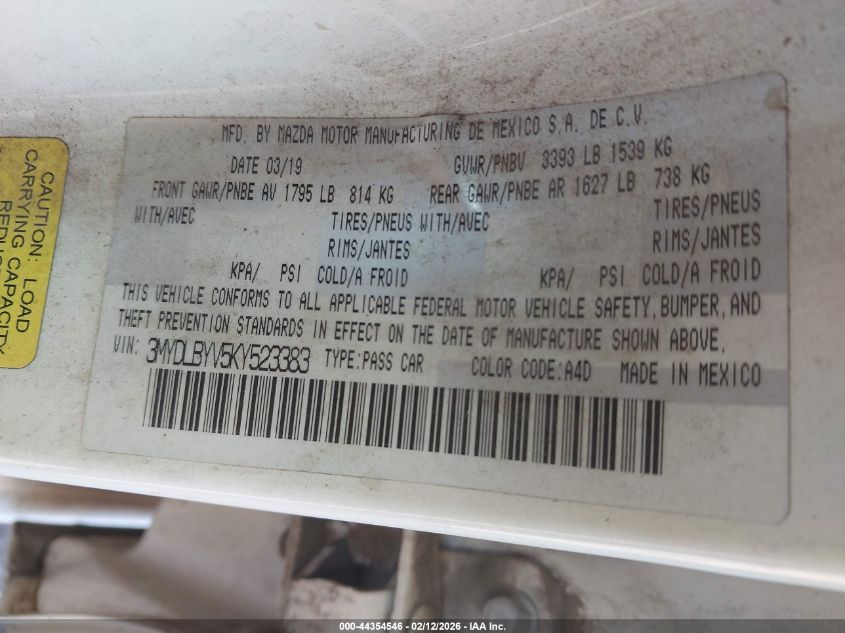 MFD. BY MAZDA MOTOR MANUFACTURING DE MEXICO S.A. DE C.V.
DATE 03/19 GVWR/PNBV 3393 LB 1539 KG
FRONT GAWR/PNBE AV 1795 LB 814 KG REAR GAWR/PNBE AR 1627 LB 738 KG
WITH/AVEC TIRES/PNEUS WITH/AVEC TIRES/PNEUS
RIMS/JANTES RIMS/JANTES
KPA/ PSI COLD/A FROID KPA/ PSI COLD/A FROID
THIS VEHICLE CONFORMS TO ALL APPLICABLE FEDERAL MOTOR VEHICLE SAFETY, BUMPER, AND
THEFT PREVENTION STANDARDS IN EFFECT ON THE DATE OF MANUFACTURE SHOWN ABOVE.
VIN: 3MYDLBYV5KY523383 TYPE:PASS CAR COLOR CODE:A4D MADE IN MEXICO
CAUTION: LOAD
CARRYING CAPACITY
000-44354546 - 02/12/2026 - IAA Inc.